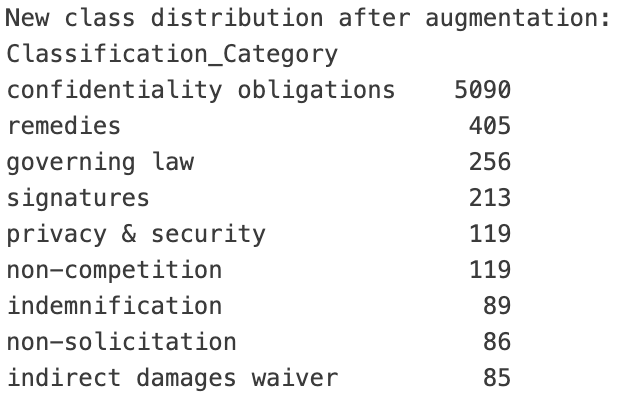 New class distribution after augmentation:
Classification_Category
confidentiality obligations    5090
remedies                        405
governing law                   256
signatures                      213
privacy & security              119
non-competition                 119
indemnification                  89
non-solicitation                 86
indirect damages waiver          85